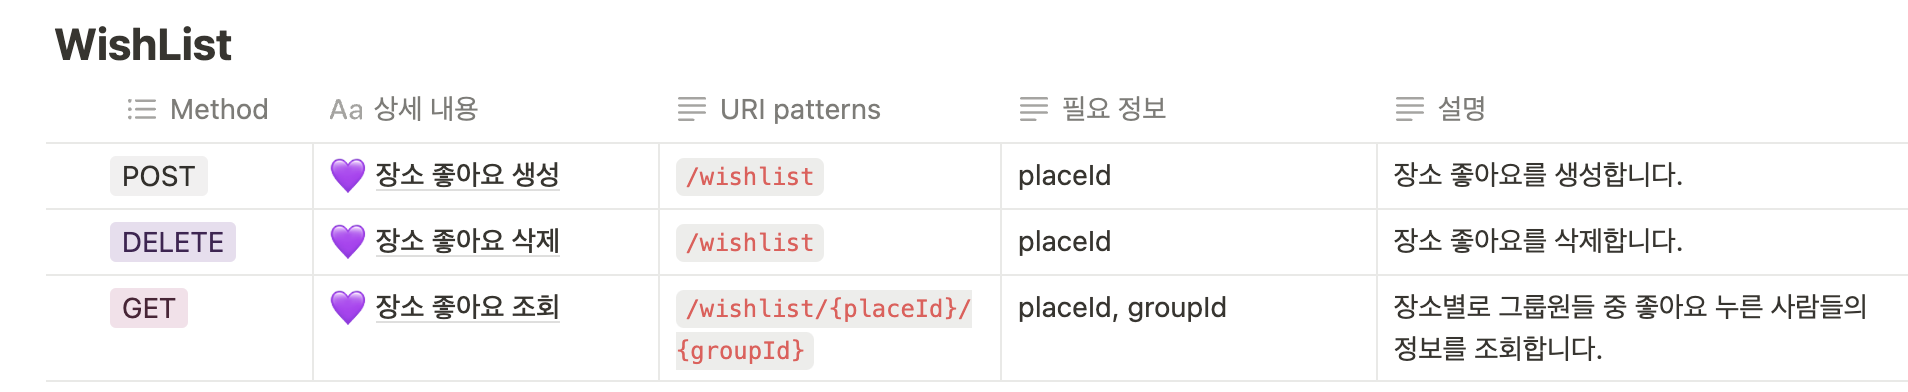 WishList
Method Aa 상세 내용 URI patterns 필요 정보 설명
POST 💜 장소 좋아요 생성 /wishlist placeId 장소 좋아요를 생성합니다.
DELETE 💜 장소 좋아요 삭제 /wishlist placeId 장소 좋아요를 삭제합니다.
GET 💜 장소 좋아요 조회 /wishlist/{placeId}/ placeId, groupId 장소별로 그룹원들 중 좋아요 누른 사람들의
{groupId} 정보를 조회합니다.